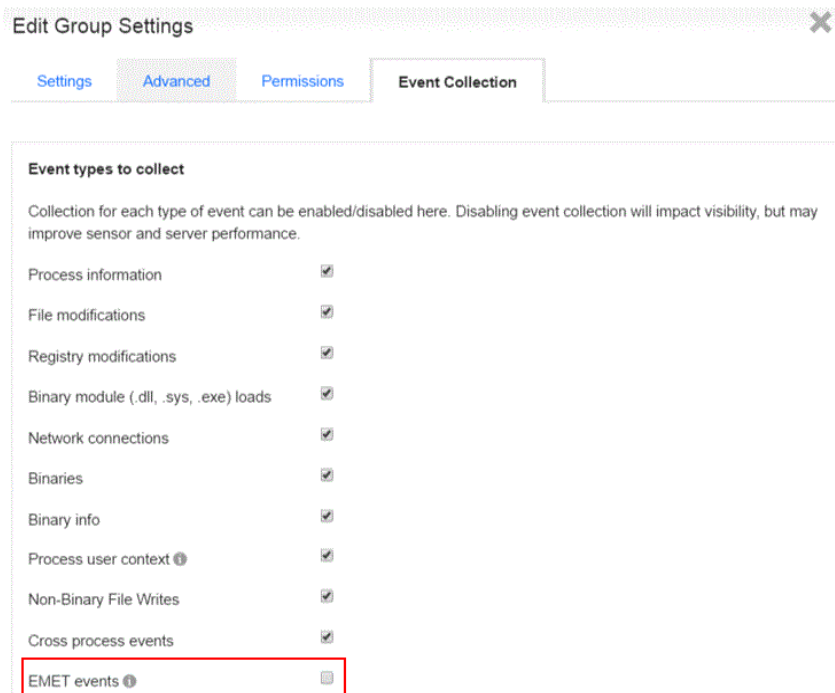 Edit Group Settings
Settings Advanced Permissions Event Collection
Event types to collect
Collection for each type of event can be enabled/disabled here. Disabling event collection will impact visibility, but may
improve sensor and server performance.
Process information
File modifications
Registry modifications
Binary module (.dll, .sys, .exe) loads
Network connections
Binaries
Binary info
Process user context
Non-Binary File Writes
Cross process events
EMET events